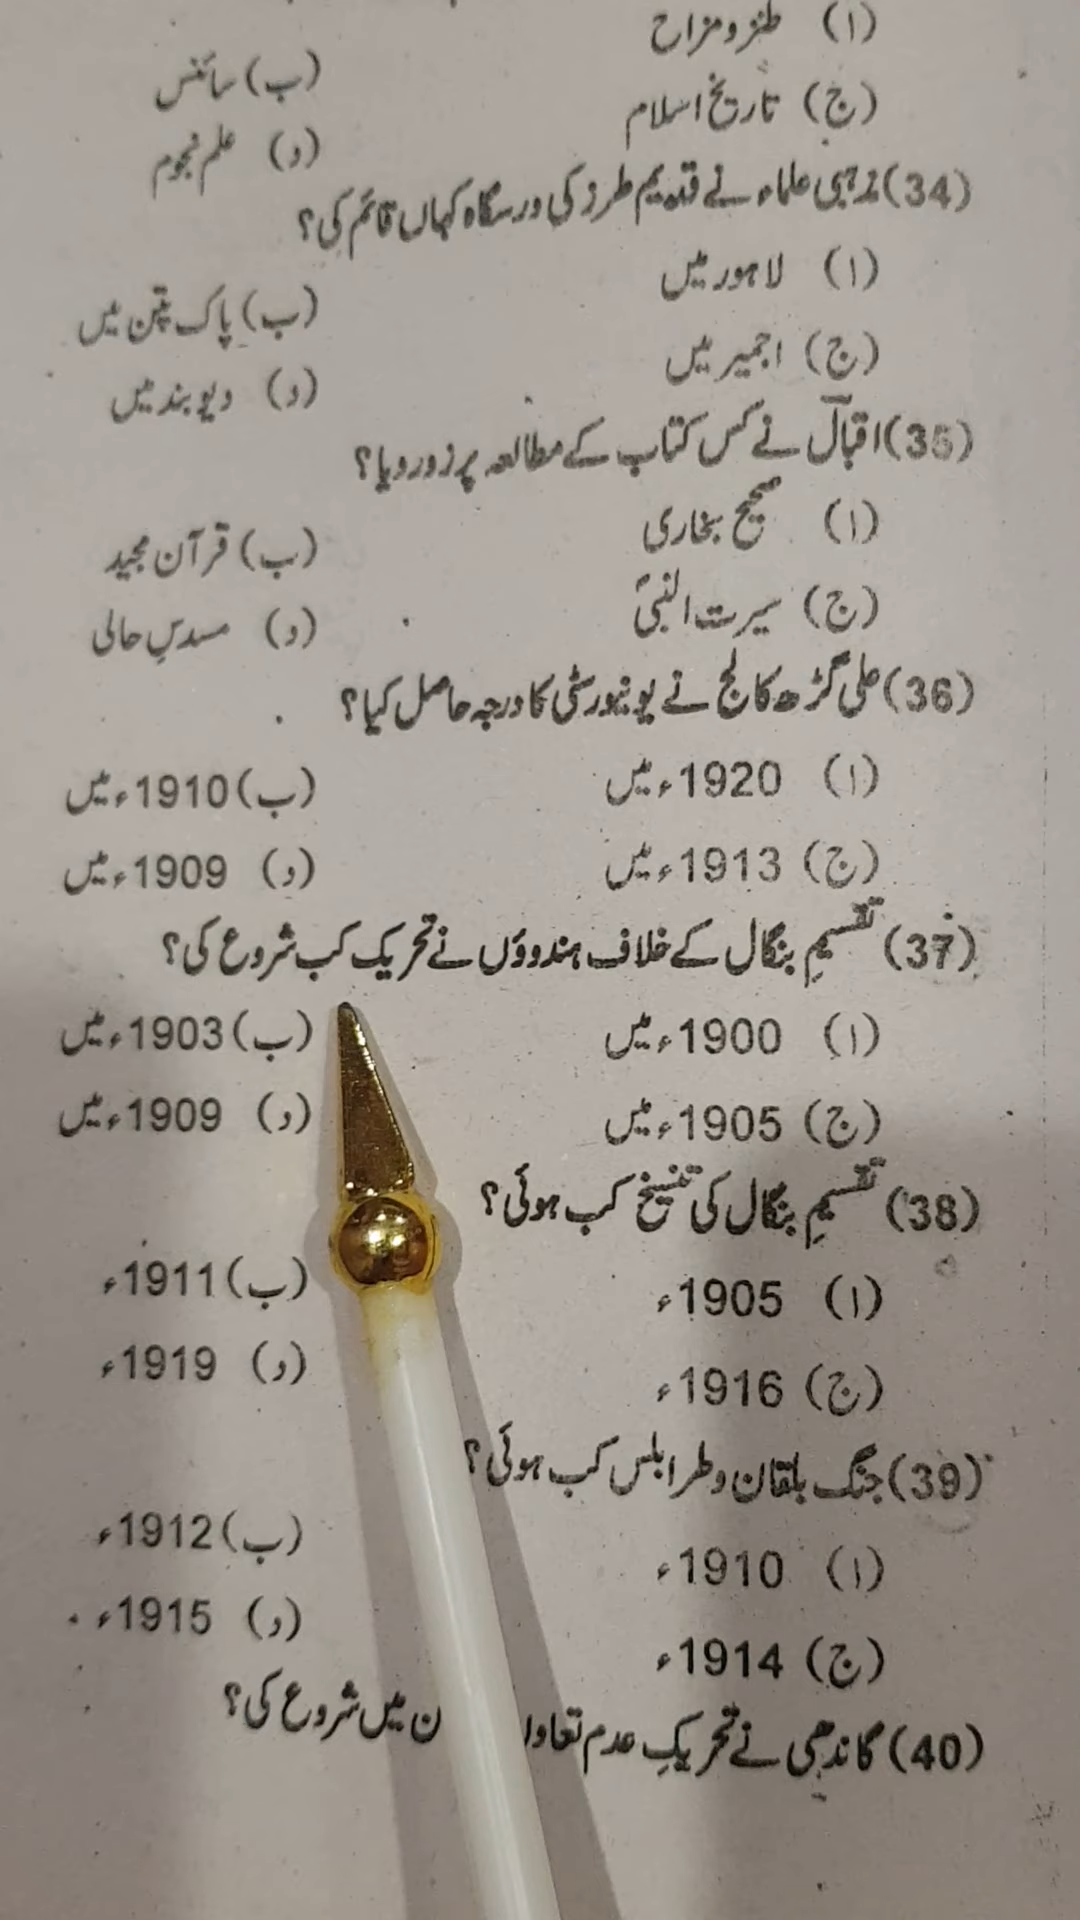 (ا) طنز و مزاح
(ب) سائنس
(ج) تاریخ اسلام
(د) علم نجوم
(34) مذہبی علماء نے قدیم طرز کی درسگاہ کہاں قائم کی؟
(ا) لاہور میں
(ب) پاک پتن میں
(ج) اجمیر میں
(د) دیوبند میں
(35) اقبالؔ نے کس کتاب کے مطالعہ پر زور دیا؟
(ا) صحیح بخاری
(ب) قرآن مجید
(ج) سیرت النبیؐ
(د) مسدسِ حالی
(36) علی گڑھ کالج نے یونیورسٹی کا درجہ حاصل کیا؟
(ا) 1920ء میں
(ب) 1910ء میں
(ج) 1913ء میں
(د) 1909ء میں
(37) تقسیمِ بنگال کے خلاف ہندوؤں نے تحریک کب شروع کی؟
(ا) 1900ء میں
(ب) 1903ء میں
(ج) 1905ء میں
(د) 1909ء میں
(38) تقسیمِ بنگال کی تنسیخ کب ہوئی؟
(ا) 1905ء
(ب) 1911ء
(ج) 1916ء
(د) 1919ء
(39) جنگ بلقان و طرابلس کب ہوئی؟
(ا) 1910ء
(ب) 1912ء
(ج) 1914ء
(د) 1915ء
(40) گاندھی نے تحریکِ عدم تعاو ن میں شروع کی؟